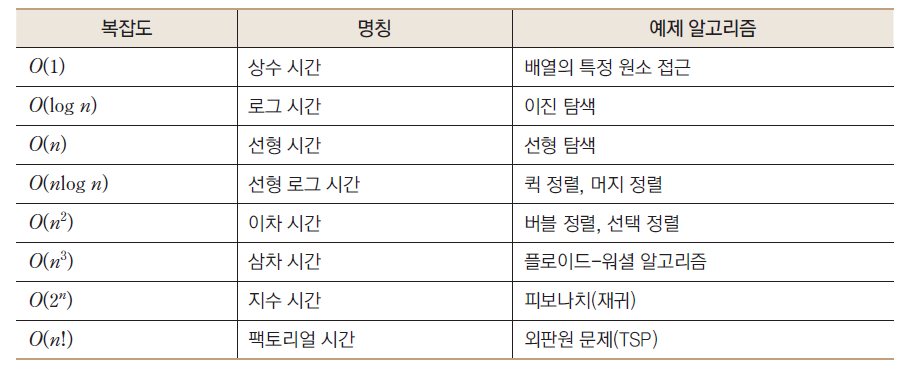 복잡도 명칭 예제 알고리즘
O(1) 상수 시간 배열의 특정 원소 접근
O(log n) 로그 시간 이진 탐색
O(n) 선형 시간 선형 탐색
O(nlog n) 선형 로그 시간 퀵 정렬, 머지 정렬
O(n²) 이차 시간 버블 정렬, 선택 정렬
O(n³) 삼차 시간 플로이드-워셜 알고리즘
O(2ⁿ) 지수 시간 피보나치(재귀)
O(n!) 팩토리얼 시간 외판원 문제(TSP)